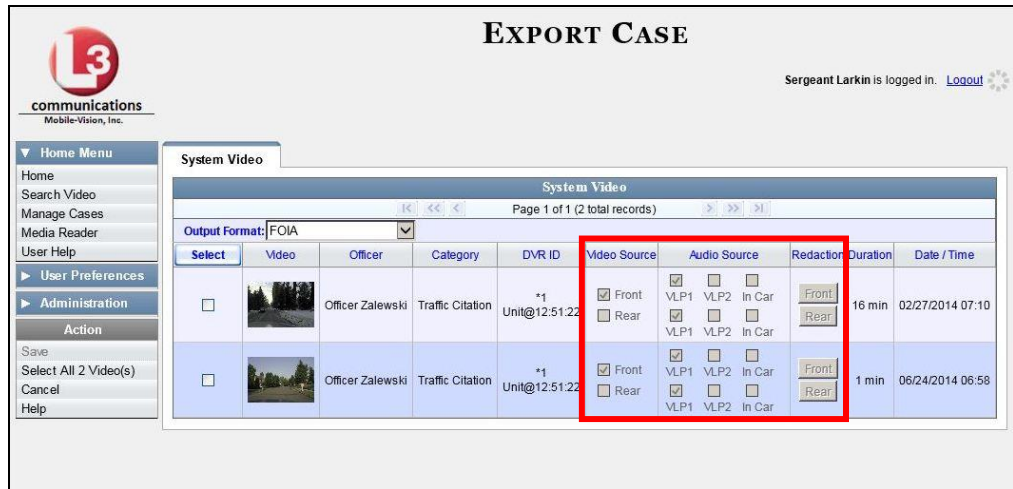 EXPORT CASE
L3
communications
Mobile-Vision, Inc.
Sergeant Larkin is logged in. Logout
Home Menu
Home
Search Video
Manage Cases
Media Reader
User Help
User Preferences
Administration
Action
Save
Select All 2 Video(s)
Cancel
Help
System Video
System Video
Page 1 of 1 (2 total records)
Output Format: FOIA
Select Video Officer Category DVR ID Video Source Audio Source Redaction Duration Date / Time
Officer Zalewski Traffic Citation *1 Unit@12:51:22 Front Rear VLP1 VLP2 In Car VLP1 VLP2 In Car Front Rear 16 min 02/27/2014 07:10
Officer Zalewski Traffic Citation *1 Unit@12:51:22 Front Rear VLP1 VLP2 In Car VLP1 VLP2 In Car Front Rear 1 min 06/24/2014 06:58